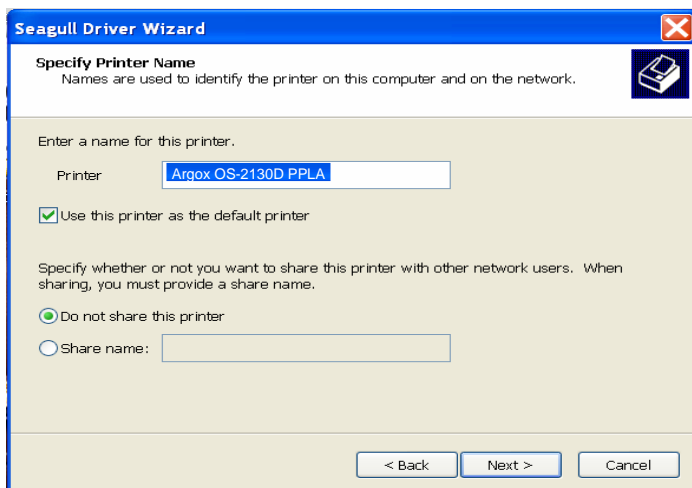 Seagull Driver Wizard
Specify Printer Name
Names are used to identify the printer on this computer and on the network.
Enter a name for this printer.
Printer Argox OS-2130D PPLA
Use this printer as the default printer
Specify whether or not you want to share this printer with other network users. When
sharing, you must provide a share name.
Do not share this printer
Share name:
< Back Next > Cancel